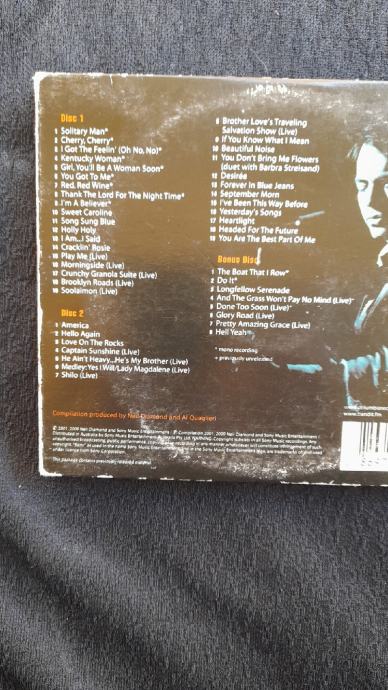 Disc 1
1 Solitary Man*
2 Cherry, Cherry*
3 I Got The Feelin' (Oh No, No)*
4 Kentucky Woman*
5 Girl, You'll Be A Woman Soon*
6 You Got To Me*
7 Red, Red Wine*
8 Thank The Lord For The Night Time*
9 I'm A Believer*
10 Sweet Caroline
11 Song Sung Blue
12 Holly Holy
13 I Am...I Said
14 Cracklin' Rosie
15 Play Me (Live)
16 Morningside (Live)
17 Crunchy Granola Suite (Live)
18 Brooklyn Roads (Live)
19 Soolaimon (Live)
Disc 2
1 America
2 Hello Again
3 Love On The Rocks
4 Captain Sunshine (Live)
5 He Ain't Heavy...He's My Brother (Live)
6 Medley: Yes I Will/Lady Magdalene (Live)
7 Shilo (Live)
8 Brother Love's Traveling
Salvation Show (Live)
9 If You Know What I Mean
10 Beautiful Noise
11 You Don't Bring Me Flowers
(duet with Barbra Streisand)
12 Desirée
13 Forever In Blue Jeans
14 September Morn
15 I've Been This Way Before
16 Yesterday's Songs
17 Heartlight
18 Headed For The Future
19 You Are The Best Part Of Me
Bonus Disc
1 The Boat That I Row*
2 Do It*
3 Longfellow Serenade
4 And The Grass Won't Pay No Mind (Live)
5 Done Too Soon (Live)
6 Glory Road (Live)
7 Pretty Amazing Grace (Live)
8 Hell Yeah
* mono recording
+ previously unreleased
Compilation produced by Neil Diamond and Al Quaglieri